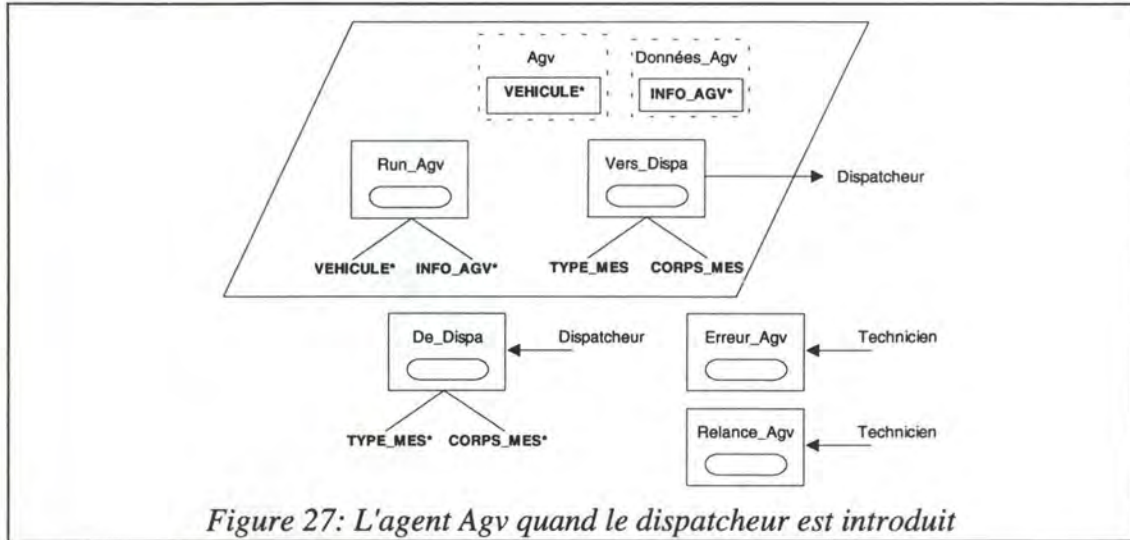 Agv Données_Agv
VEHICULE* INFO_AGV*
Run_Agv Vers_Dispa Dispatcheur
VEHICULE* INFO_AGV* TYPE_MES CORPS_MES
De_Dispa Dispatcheur Erreur_Agv Technicien
TYPE_MES* CORPS_MES* Relance_Agv Technicien
Figure 27: L'agent Agv quand le dispatcheur est introduit